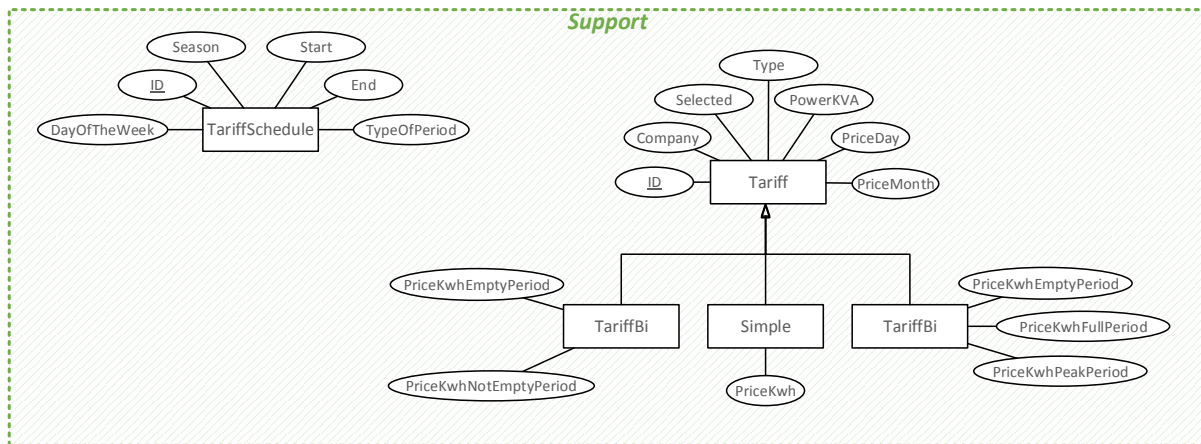 Support
Season
Start
ID
End
DayOfTheWeek
TariffSchedule
TypeOfPeriod
Type
Selected
PowerKVA
Company
PriceDay
ID
Tariff
PriceMonth
PriceKwhEmptyPeriod
TariffBi
PriceKwhNotEmptyPeriod
Simple
PriceKwh
TariffBi
PriceKwhEmptyPeriod
PriceKwhFullPeriod
PriceKwhPeakPeriod